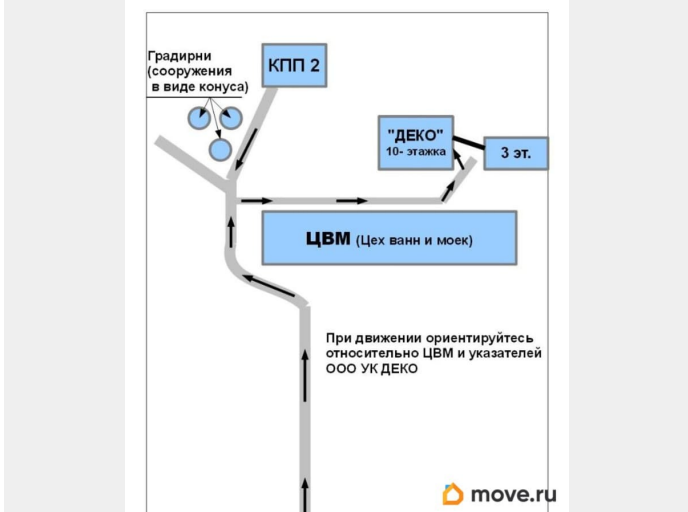 Градирни
(сооружения
в виде конуса)
КПП 2
"ДЕКО"
10- этажка
3 эт.
ЦВМ (Цех ванн и моек)
При движении ориентируйтесь
относительно ЦВМ и указателей
ООО УК ДЕКО
move.ru